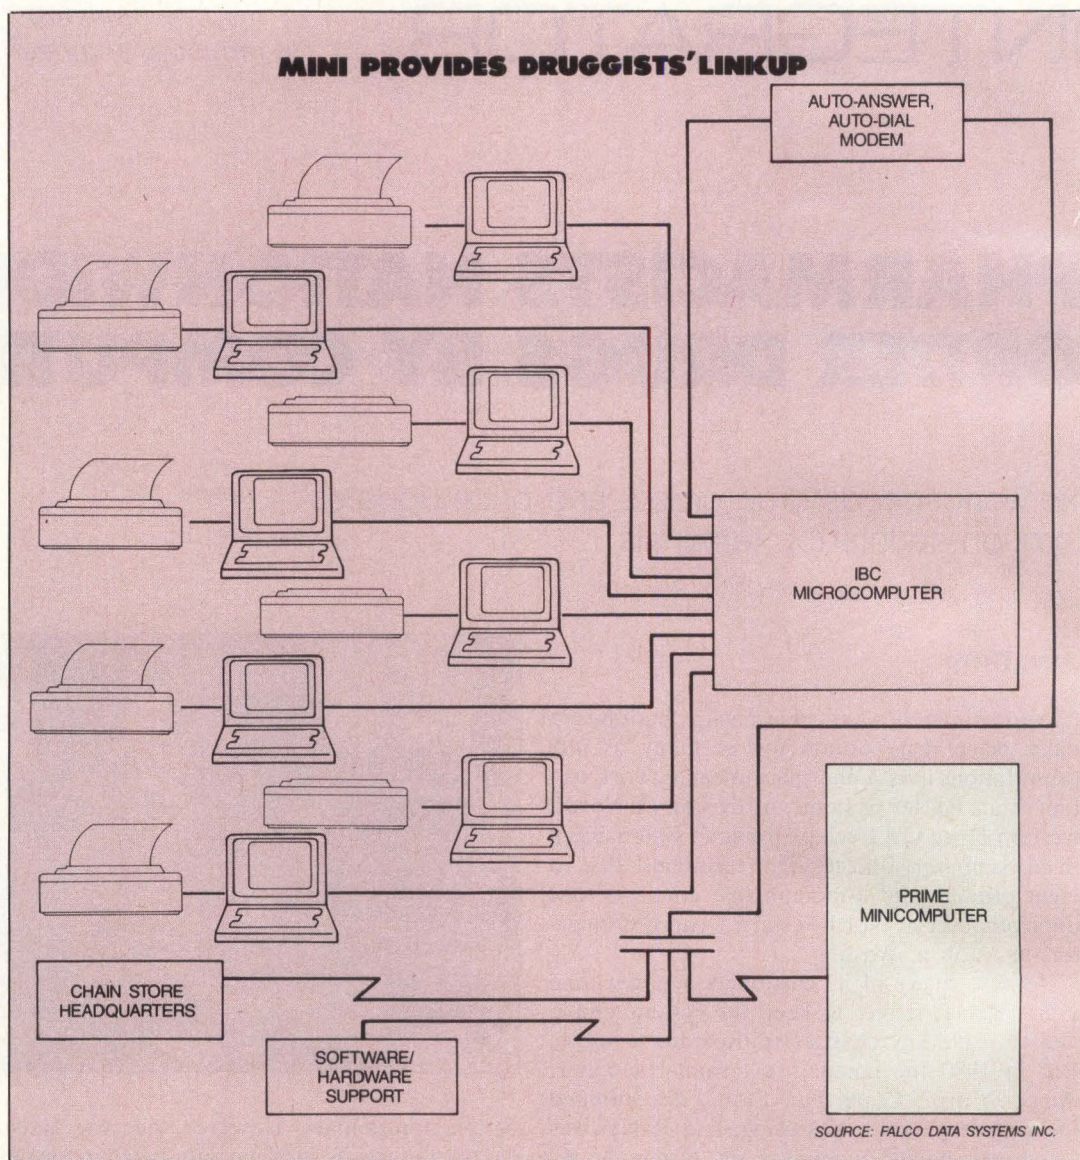 MINI PROVIDES DRUGGISTS' LINKUP
AUTO-ANSWER,
AUTO-DIAL
MODEM
IBC
MICROCOMPUTER
PRIME
MINICOMPUTER
CHAIN STORE
HEADQUARTERS
SOFTWARE/
HARDWARE
SUPPORT
SOURCE: FALCO DATA SYSTEMS INC.